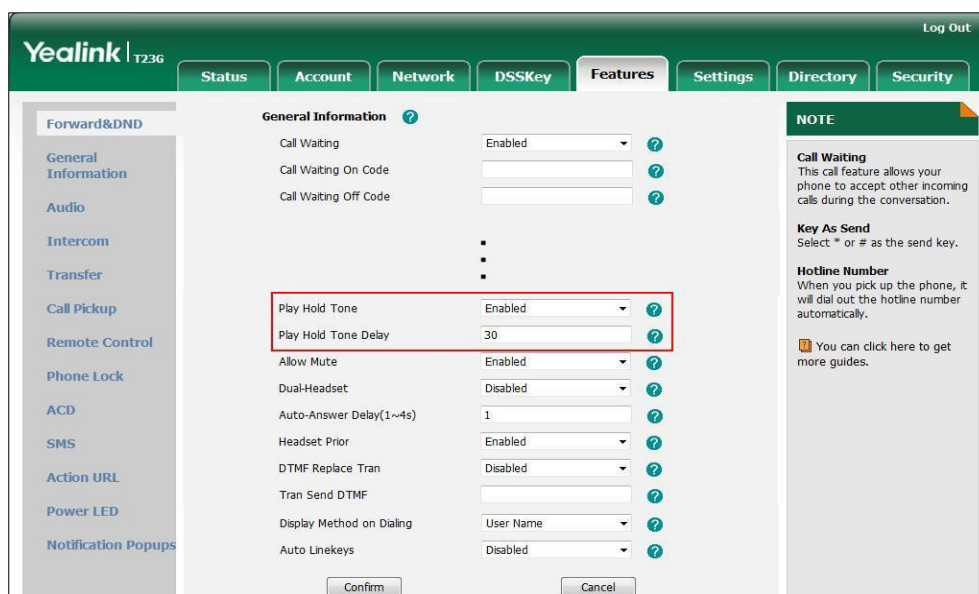 Log Out
Yealink T23G
Status Account Network DSSKey Features Settings Directory Security
Forward&DND
General
Information
Audio
Intercom
Transfer
Call Pickup
Remote Control
Phone Lock
ACD
SMS
Action URL
Power LED
Notification Popups
General Information ?
Call Waiting Enabled ?
Call Waiting On Code ?
Call Waiting Off Code ?
Play Hold Tone Enabled ?
Play Hold Tone Delay 30 ?
Allow Mute Enabled ?
Dual-Headset Disabled ?
Auto-Answer Delay(1~4s) 1 ?
Headset Prior Enabled ?
DTMF Replace Tran Disabled ?
Tran Send DTMF ?
Display Method on Dialing User Name ?
Auto Linekeys Disabled ?
Confirm Cancel
NOTE
Call Waiting
This call feature allows your
phone to accept other incoming
calls during the conversation.
Key As Send
Select * or # as the send key.
Hotline Number
When you pick up the phone, it
will dial out the hotline number
automatically.
? You can click here to get
more guides.